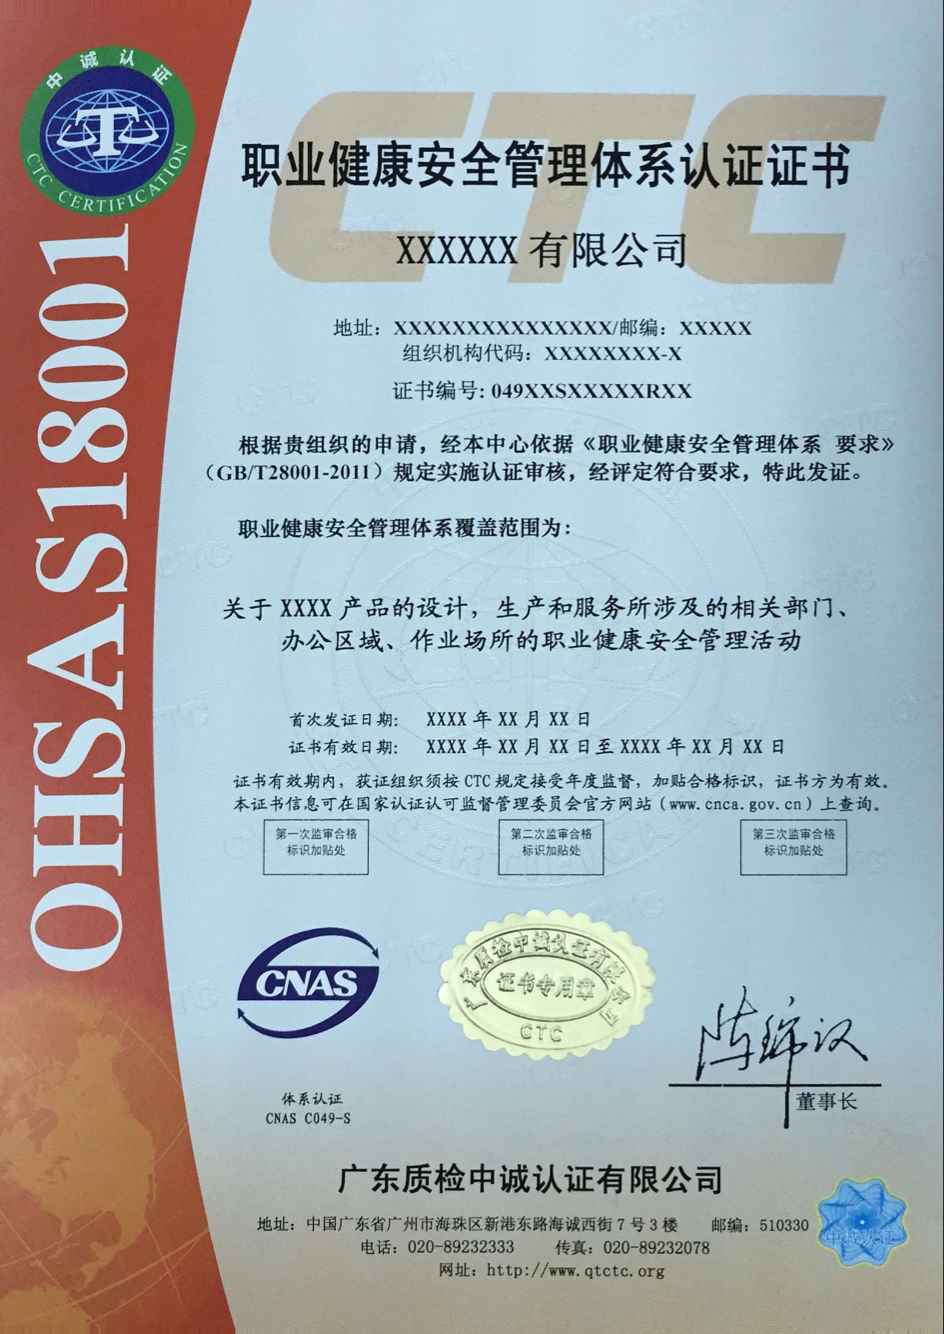 中诚认证
CTC CERTIFICATION
OHSAS18001
CTC
职业健康安全管理体系认证证书
XXXXXX 有限公司
地址：XXXXXXXXXXXXXXX/邮编：XXXXX
组织机构代码：XXXXXXXX-X
证书编号: 049XXSXXXXXRXX
根据贵组织的申请，经本中心依据《职业健康安全管理体系 要求》
（GB/T28001-2011）规定实施认证审核，经评定符合要求，特此发证。
职业健康安全管理体系覆盖范围为：
关于 XXXX 产品的设计，生产和服务所涉及的相关部门、
办公区域、作业场所的职业健康安全管理活动
首次发证日期： XXXX 年 XX 月 XX 日
证书有效日期： XXXX 年 XX 月 XX 日至 XXXX 年 XX 月 XX 日
证书有效期内，获证组织须按 CTC 规定接受年度监督，加贴合格标识，证书方为有效。
本证书信息可在国家认证认可监督管理委员会官方网站（www.cnca.gov.cn）上查询。
第一次监审合格
标识加贴处
第二次监审合格
标识加贴处
第三次监审合格
标识加贴处
CNAS
广东质检中诚认证有限公司
证书专用章
CTC
体系认证
CNAS C049-S
董事长
广东质检中诚认证有限公司
地址：中国广东省广州市海珠区新港东路海诚西街 7 号 3 楼 邮编：510330
电话：020-89232333 传真：020-89232078
网址：http://www.qtctc.org
中诚认证